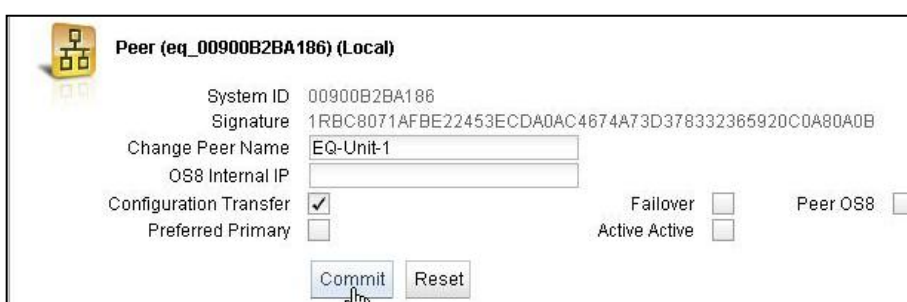 Peer (eq_00900B2BA186) (Local)
System ID 00900B2BA186
Signature 1RBC8071AFBE22453ECDA0AC4674A73D378332365920C0A80A0B
Change Peer Name EQ-Unit-1
OS8 Internal IP
Configuration Transfer Failover Peer OS8
Preferred Primary Active Active
Commit Reset